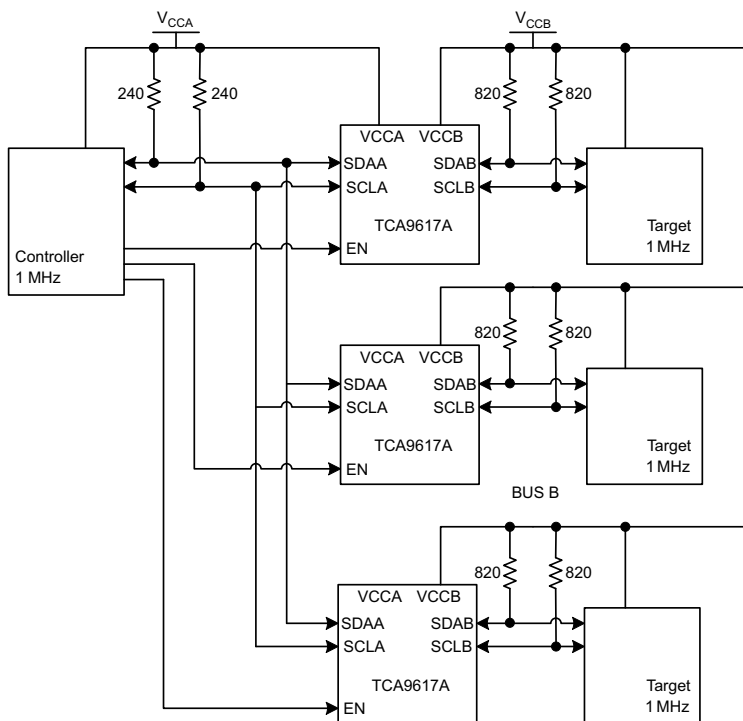 VCCA
VCCB
240
240
820
820
VCCA VCCB
SDAA SDAB
SCLA SCLB
TCA9617A
EN
Controller
1 MHz
Target
1 MHz
820
820
VCCA VCCB
SDAA SDAB
SCLA SCLB
TCA9617A
EN
Target
1 MHz
BUS B
820
820
VCCA VCCB
SDAA SDAB
SCLA SCLB
TCA9617A
EN
Target
1 MHz